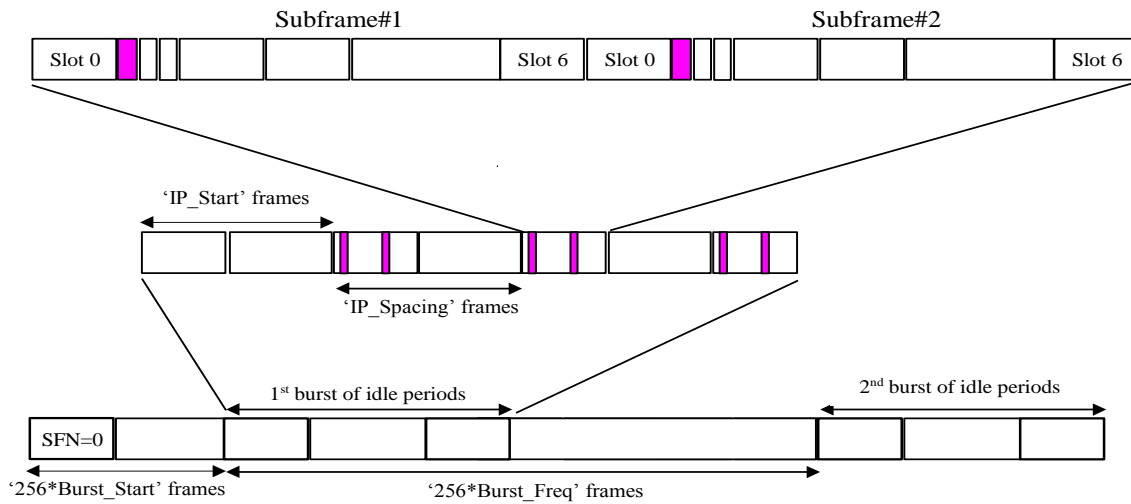 Subframe#1 Subframe#2
Slot 0 Slot 6 Slot 0 Slot 6
‘IP_Start’ frames
‘IP_Spacing’ frames
1st burst of idle periods
2nd burst of idle periods
SFN=0
‘256*Burst_Start’ frames ‘256*Burst_Freq’ frames